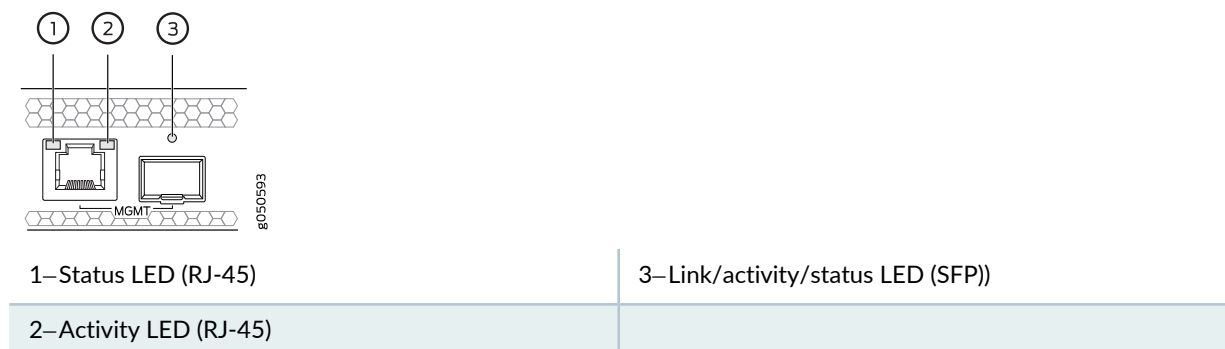 1 2 3
MGMT
g050593
1—Status LED (RJ-45)
3—Link/activity/status LED (SFP))
2—Activity LED (RJ-45)